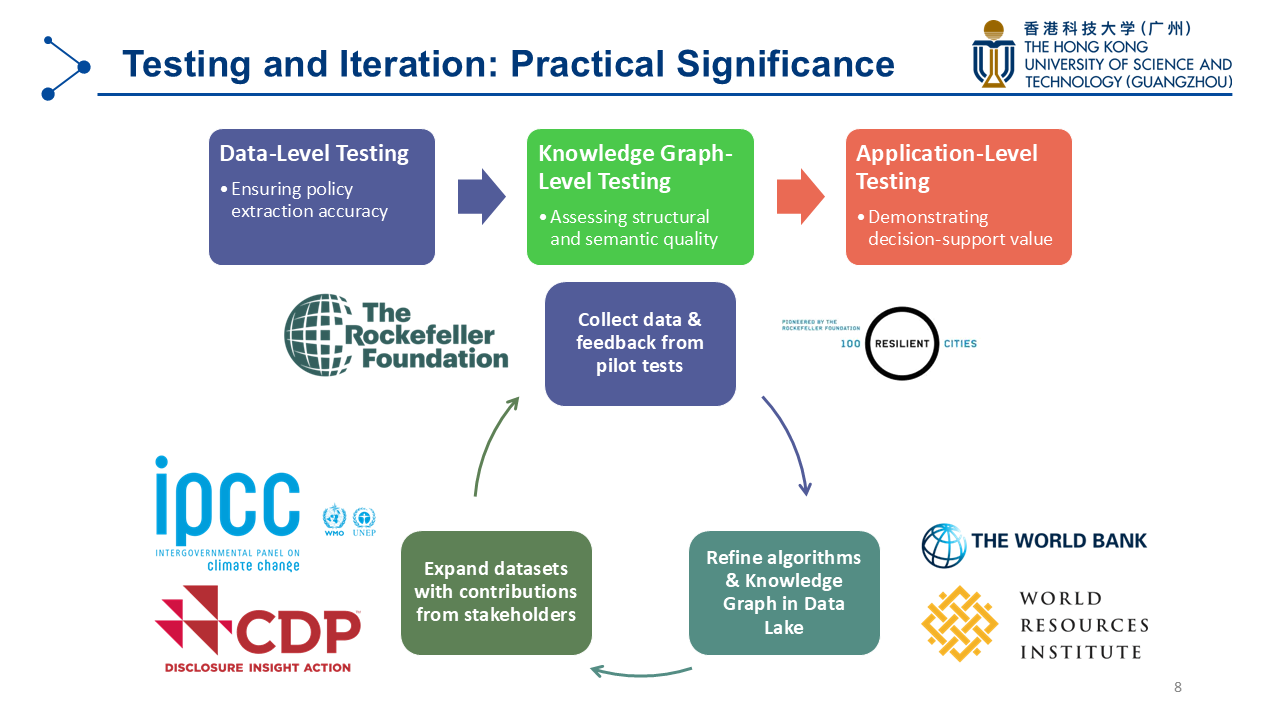 Testing and Iteration: Practical Significance
香港科技大学(广州)
THE HONG KONG
UNIVERSITY OF SCIENCE AND
TECHNOLOGY (GUANGZHOU)
Data-Level Testing
• Ensuring policy
extraction accuracy
Knowledge Graph-
Level Testing
• Assessing structural
and semantic quality
Application-Level
Testing
• Demonstrating
decision-support value
The
Rockefeller
Foundation
Collect data &
feedback from
pilot tests
PIONEERED BY THE
ROCKEFELLER FOUNDATION
100 RESILIENT CITIES
ipcc
INTERGOVERNMENTAL PANEL ON
climate change
WMO UNEP
CDP™
DISCLOSURE INSIGHT ACTION
Expand datasets
with contributions
from stakeholders
Refine algorithms
& Knowledge
Graph in Data
Lake
THE WORLD BANK
WORLD
RESOURCES
INSTITUTE
8